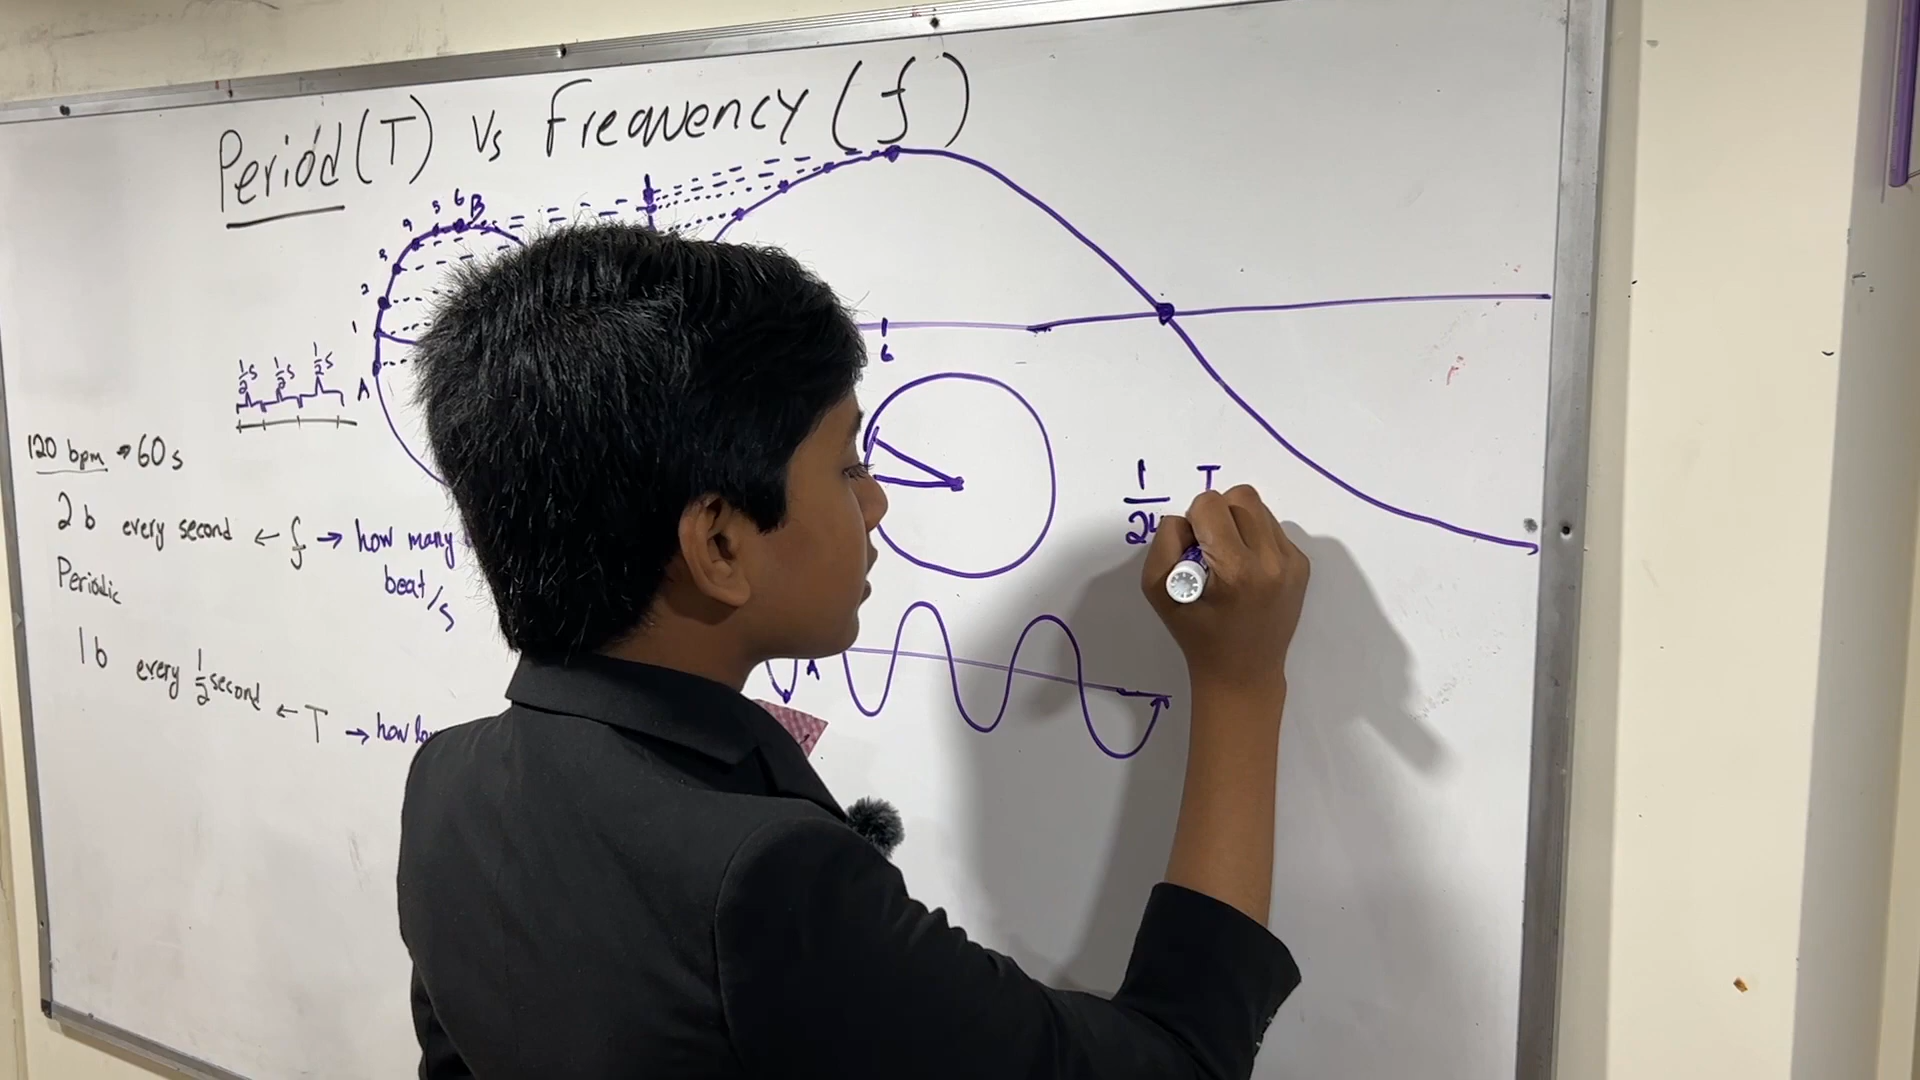 Period (T) Vs Frequency (f)
4 5 6 B
3
2
1
A
6
1/2 s 1/2 s 1/2 s
120 bpm → 60 s
2 b every second ← f → how many
beat/s
Periodic
1 b every 1/2 second ← T → how
1/24 T
A